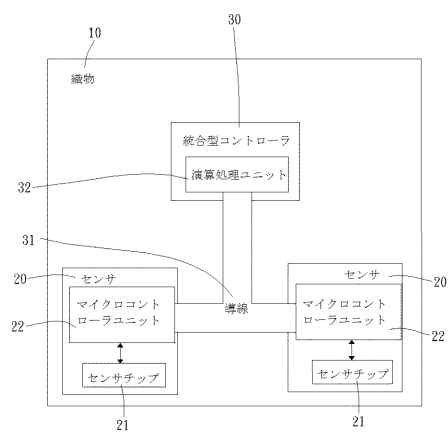 10
30
織物
統合型コントローラ
演算処理ユニット
32
31
20
センサ
マイクロコント
ローラユニット
22
センサチップ
21
導線
センサ
20
マイクロコント
ローラユニット
22
センサチップ
21